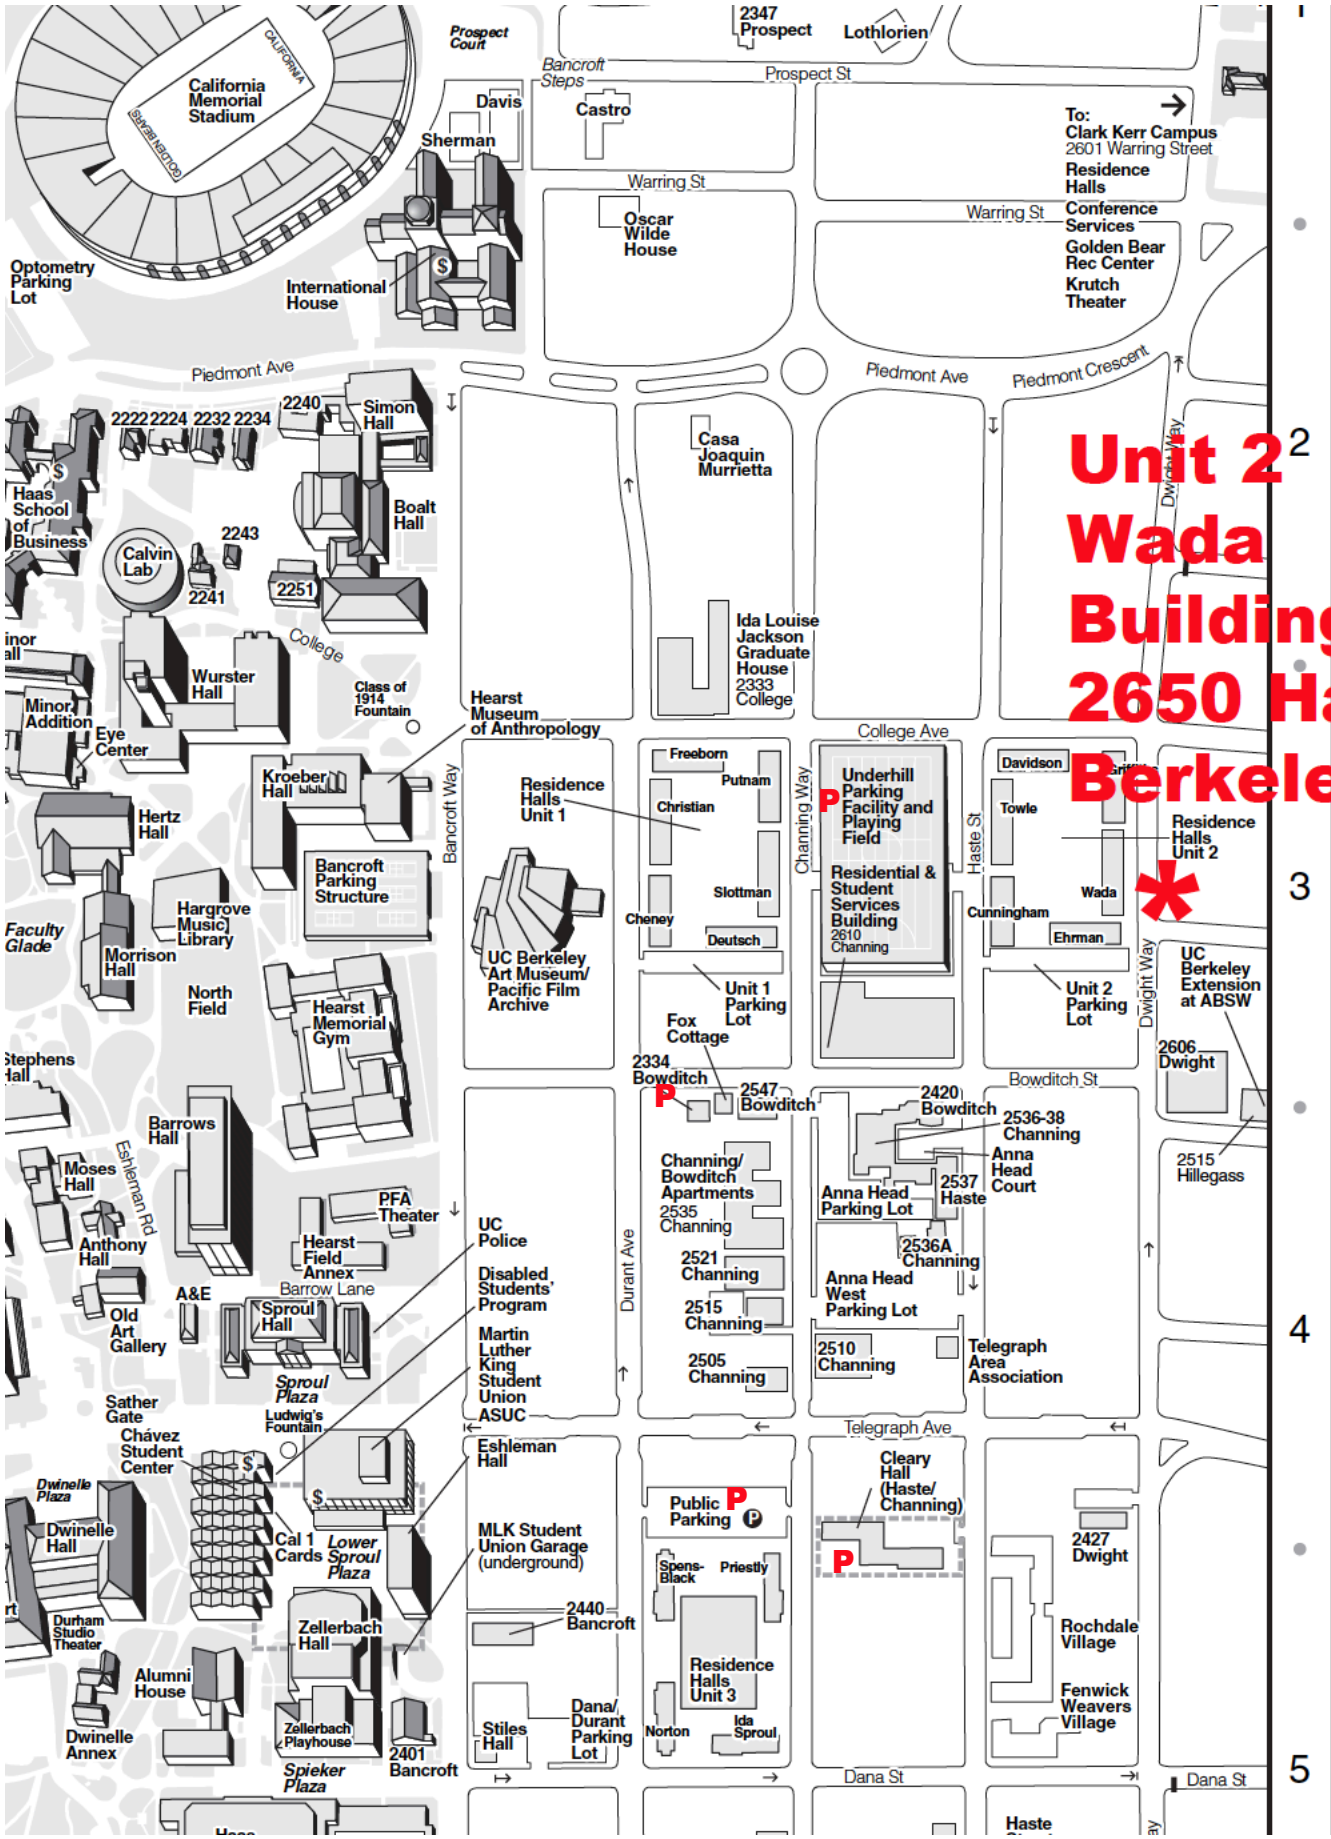 2347
Prospect
Lothlorien
Prospect
Court
Bancroft
Steps
Prospect St
CALIFORNIA
California
Memorial
Stadium
GOLDEN BEARS
Davis
Castro
Sherman
To:
Clark Kerr Campus
2601 Warring Street
Residence
Halls
Conference
Services
Golden Bear
Rec Center
Krutch
Theater
Warring St
Warring St
Oscar
Wilde
House
Optometry
Parking
Lot
International
House
$
Piedmont Ave
Piedmont Ave
Piedmont Crescent
2222
2224
2232
2234
2240
Simon
Hall
Casa
Joaquin
Murrietta
Dwight Way
2
Unit 2
Wada
Building
2650 Ha
Berkele
$
Haas
School
of
Business
Boalt
Hall
Calvin
Lab
2243
2241
2251
College
Ida Louise
Jackson
Graduate
House
2333
College
Wurster
Hall
Minor
Addition
Eye
Center
Class of
1914
Fountain
Hearst
Museum
of Anthropology
College Ave
Kroeber
Hall
Hertz
Hall
Bancroft Way
Residence
Halls
Unit 1
Freeborn
Putnam
Christian
Slottman
Cheney
Deutsch
Channing Way
P
Underhill
Parking
Facility and
Playing
Field
Residential &
Student
Services
Building
2610
Channing
Haste St
Davidson
Towle
Residence
Halls
Unit 2
Wada
*
Cunningham
Ehrman
3
Bancroft
Parking
Structure
Hargrove
Music
Library
Faculty
Glade
Morrison
Hall
North
Field
Hearst
Memorial
Gym
UC Berkeley
Art Museum/
Pacific Film
Archive
Unit 1
Parking
Lot
Unit 2
Parking
Lot
Dwight Way
UC
Berkeley
Extension
at ABSW
Fox
Cottage
2334
Bowditch
P
2547
Bowditch
2420
Bowditch
Bowditch St
2606
Dwight
Stephens
Hall
Barrows
Hall
Eshleman Rd
Moses
Hall
Anthony
Hall
PFA
Theater
Hearst
Field
Annex
UC
Police
2536-38
Channing
Anna
Head
Court
2515
Hillegass
Channing/
Bowditch
Apartments
2535
Channing
2521
Channing
2515
Channing
2505
Channing
Durant Ave
Anna Head
Parking Lot
2537
Haste
2536A
Channing
Anna Head
West
Parking Lot
2510
Channing
Telegraph
Area
Association
Barrow Lane
A&E
Old
Art
Gallery
Sproul
Hall
Sproul
Plaza
Disabled
Students'
Program
Martin
Luther
King
Student
Union
ASUC
4
Telegraph Ave
Sather
Gate
Chávez
Student
Center
Ludwig's
Fountain
$
$
Eshleman
Hall
Dwinelle
Plaza
Dwinelle
Hall
Cal 1
Cards
Lower
Sproul
Plaza
MLK Student
Union Garage
(underground)
Public
Parking
P
P
Cleary
Hall
(Haste/
Channing)
P
2427
Dwight
Spens-
Black
Priestly
Durham
Studio
Theater
Zellerbach
Hall
2440
Bancroft
Residence
Halls
Unit 3
Rochdale
Village
Fenwick
Weavers
Village
Alumni
House
Dwinelle
Annex
Zellerbach
Playhouse
2401
Bancroft
Stiles
Hall
Dana/
Durant
Parking
Lot
Norton
Ida
Sproul
Spieker
Plaza
Dana St
Dana St
5
Haste